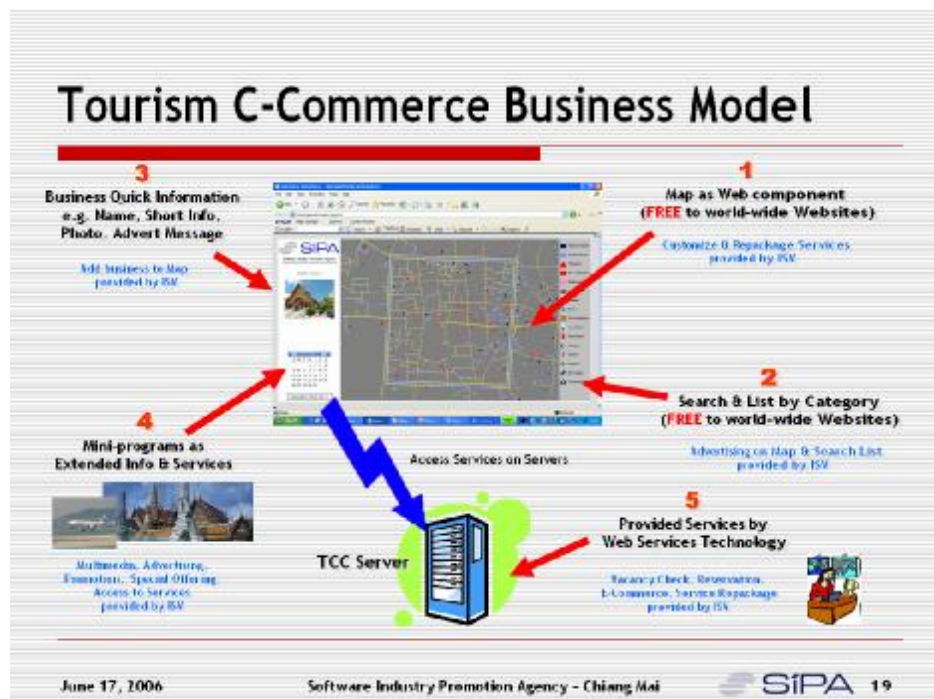 Tourism C-Commerce Business Model
3
Business Quick Information
e.g. Name, Short Info,
Photo, Advert Message
Add business to Map
provided by ISV
1
Map as Web component
(FREE to world-wide Websites)
Customize & Repackage Services
provided by ISV
SiPA
2
Search & List by Category
(FREE to world-wide Websites)
Advertising on Map & Search List
provided by ISV
4
Mini-programs as
Extended Info & Services
Multimedia, Advertising,
Promotion, Special Offering
Access to Services
provided by ISV
Access Services on Servers
TCC Server
5
Provided Services by
Web Services Technology
Vacancy Check, Reservation,
E-Commerce, Service Repackage
provided by ISV
June 17, 2006
Software Industry Promotion Agency - Chiang Mai
SiPA 19